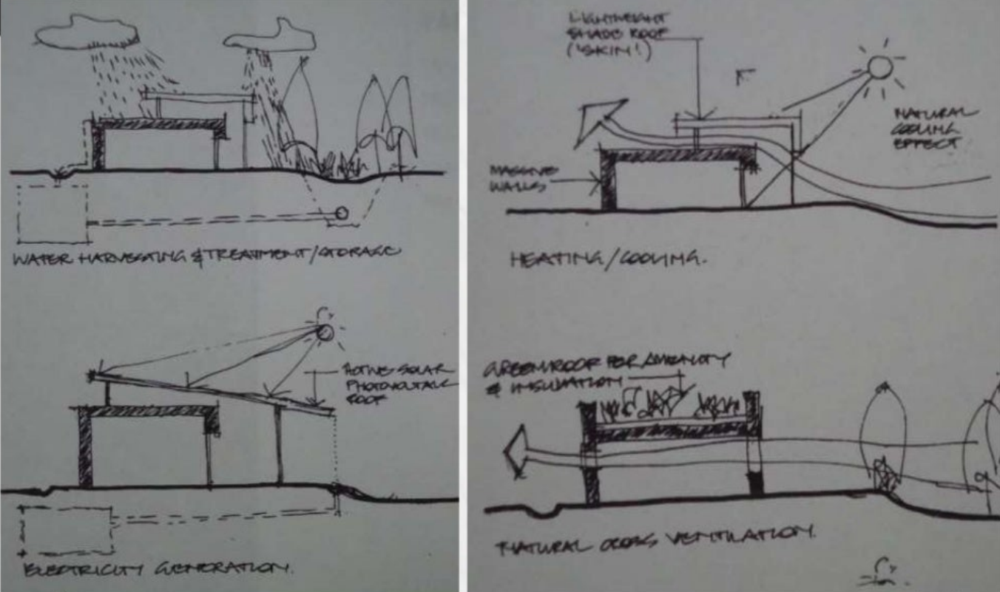 WATER HARVESTING & TREATMENT/STORAGE
LIGHTWEIGHT
SHADE ROOF
('SKIN')
NATURAL
COOLING
EFFECT
MASSIVE
WALLS
HEATING/COOLING.
ACTIVE SOLAR
PHOTOVOLTAIC
ROOF
ELECTRICITY GENERATION.
GREEN ROOF FOR AMENITY
& INSULATION
NATURAL CROSS VENTILATION.